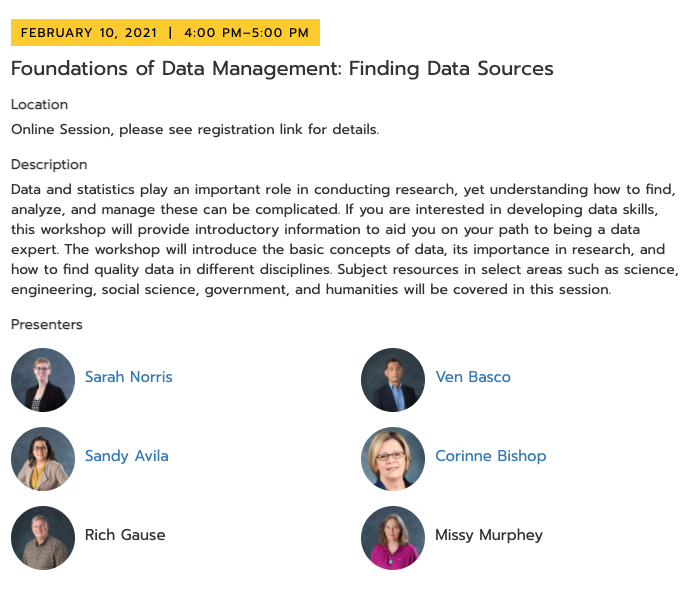 FEBRUARY 10, 2021 | 4:00 PM–5:00 PM
Foundations of Data Management: Finding Data Sources
Location
Online Session, please see registration link for details.
Description
Data and statistics play an important role in conducting research, yet understanding how to find,
analyze, and manage these can be complicated. If you are interested in developing data skills,
this workshop will provide introductory information to aid you on your path to being a data
expert. The workshop will introduce the basic concepts of data, its importance in research, and
how to find quality data in different disciplines. Subject resources in select areas such as science,
engineering, social science, government, and humanities will be covered in this session.
Presenters
Sarah Norris
Ven Basco
Sandy Avila
Corinne Bishop
Rich Gause
Missy Murphey